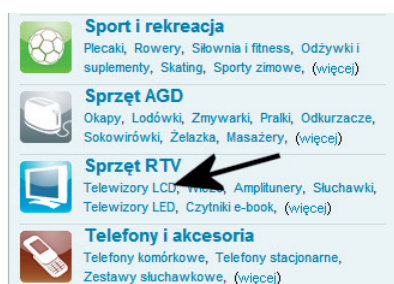 Sport i rekreacja
Plecaki, Rowery, Siłownia i fitness, Odżywki i
suplementy, Skating, Sporty zimowe, (więcej)
Sprzęt AGD
Okapy, Lodówki, Zmywarki, Pralki, Odkurzacze,
Sokowirówki, Żelazka, Masażery, (więcej)
Sprzęt RTV
Telewizory LCD, Wieże, Amplitunery, Słuchawki,
Telewizory LED, Czytniki e-book, (więcej)
Telefony i akcesoria
Telefony komórkowe, Telefony stacjonarne,
Zestawy słuchawkowe, (więcej)